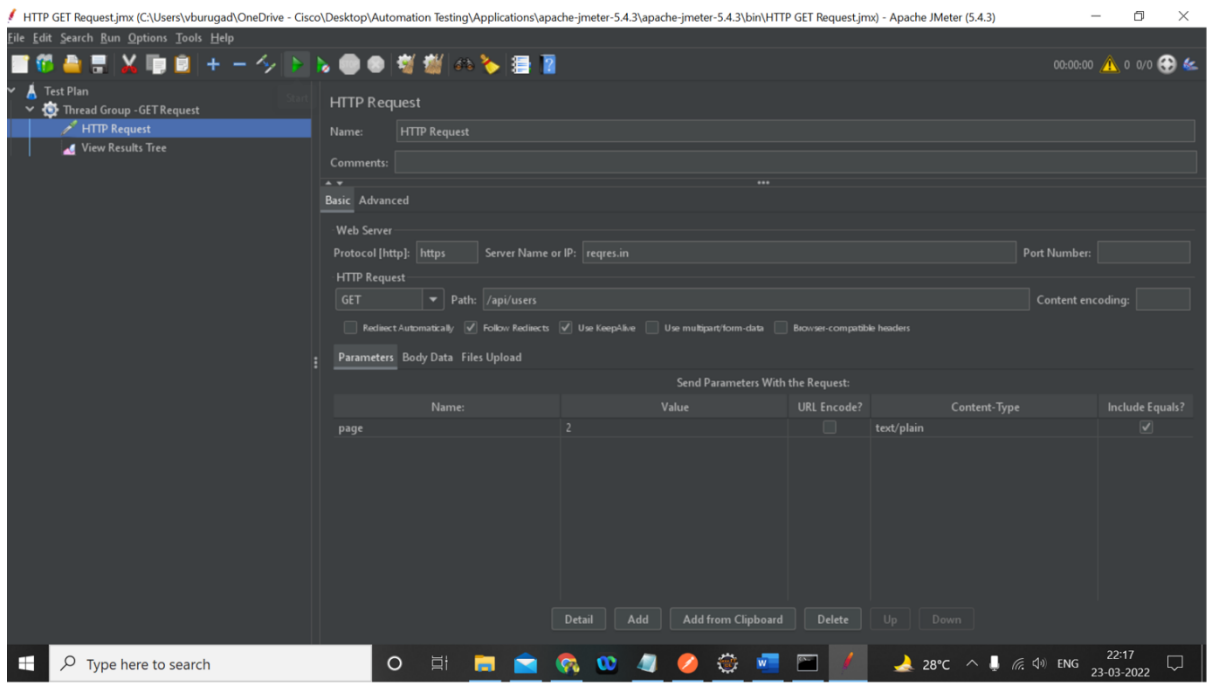 HTTP GET Request.jmx (C:\Users\vburugad\OneDrive - Cisco\Desktop\Automation Testing\Applications\apache-jmeter-5.4.3\apache-jmeter-5.4.3\bin\HTTP GET Request.jmx) - Apache JMeter (5.4.3)
File Edit Search Run Options Tools Help
00:00:00 0 0/0
Test Plan
Start
Thread Group -GET Request
HTTP Request
View Results Tree
HTTP Request
Name: HTTP Request
Comments:
Basic Advanced
Web Server
Protocol [http]: https Server Name or IP: reqres.in Port Number:
HTTP Request
GET Path: /api/users Content encoding:
Redirect Automatically Follow Redirects Use KeepAlive Use multipart/form-data Browser-compatible headers
Parameters Body Data Files Upload
Send Parameters With the Request:
Name: Value URL Encode? Content-Type Include Equals?
page 2 text/plain
Detail Add Add from Clipboard Delete Up Down
Type here to search
28°C ENG
22:17
23-03-2022